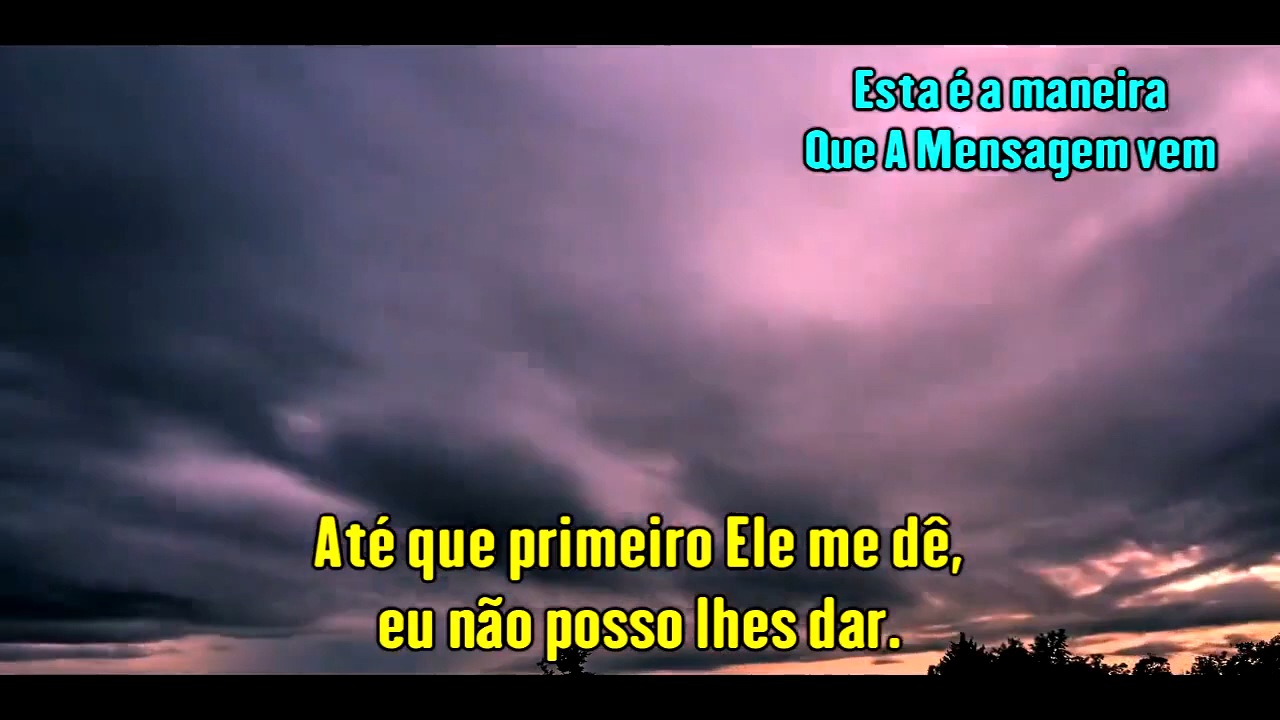 Esta é a maneira
Que A Mensagem vem
Até que primeiro Ele me dê,
eu não posso lhes dar.